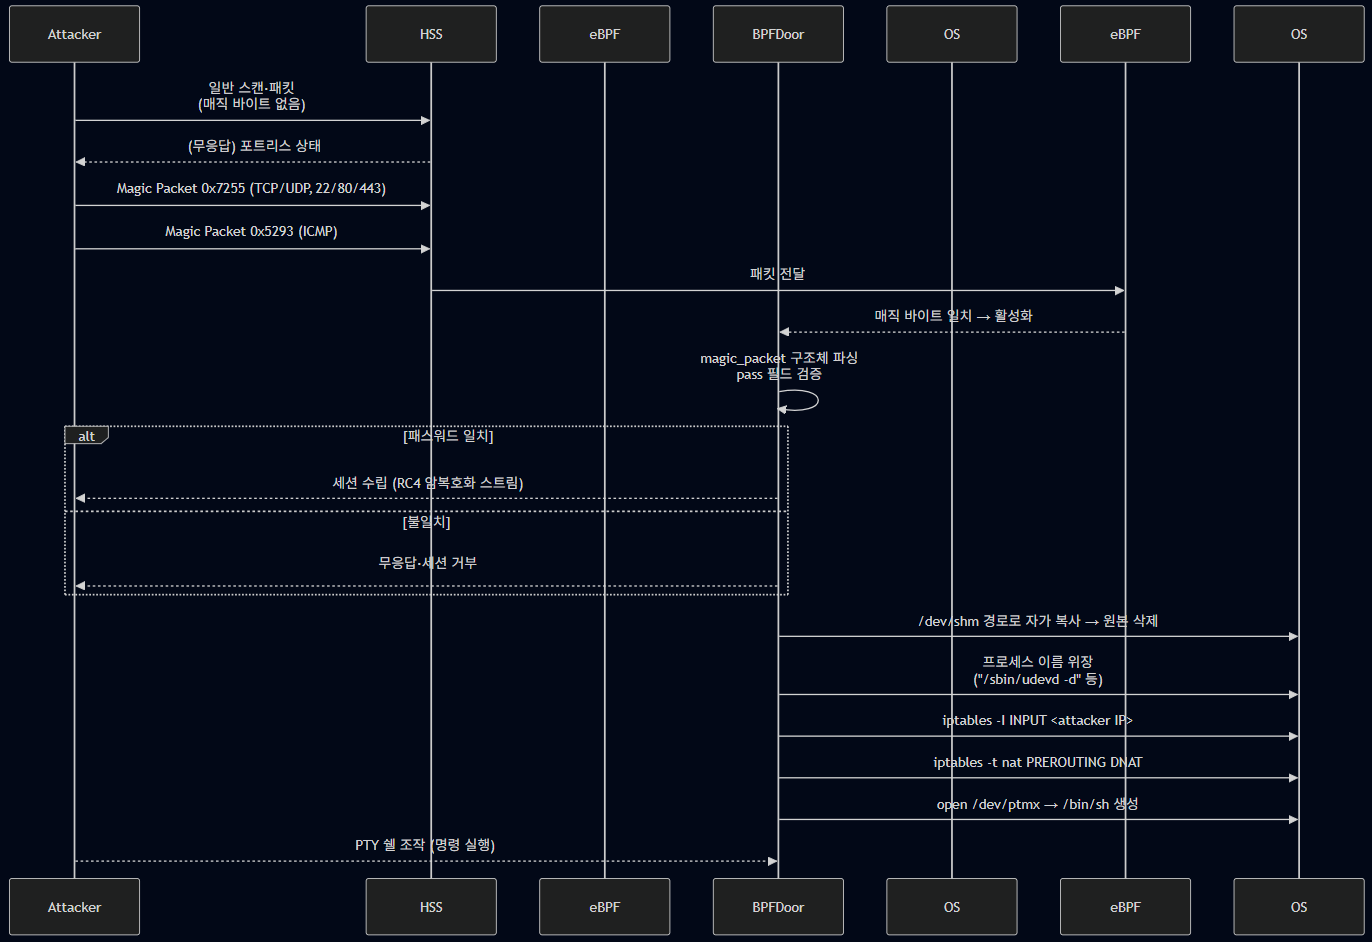 Attacker
HSS
eBPF
BPFDoor
OS
eBPF
OS
일반 스캔·패킷
(매직 바이트 없음)
(무응답) 포트리스 상태
Magic Packet 0x7255 (TCP/UDP, 22/80/443)
Magic Packet 0x5293 (ICMP)
패킷 전달
매직 바이트 일치 → 활성화
magic_packet 구조체 파싱
pass 필드 검증
alt
[패스워드 일치]
세션 수립 (RC4 암복호화 스트림)
[불일치]
무응답·세션 거부
/dev/shm 경로로 자가 복사 → 원본 삭제
프로세스 이름 위장
("/sbin/udevd -d" 등)
iptables -I INPUT <attacker IP>
iptables -t nat PREROUTING DNAT
open /dev/ptmx → /bin/sh 생성
PTY 쉘 조작 (명령 실행)
Attacker
HSS
eBPF
BPFDoor
OS
eBPF
OS